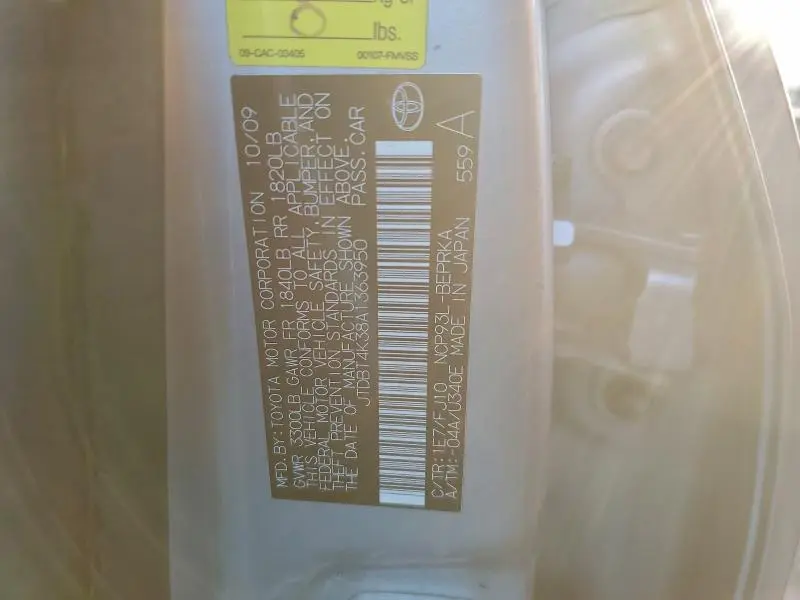 Kg or
lbs.
09-CAC-00405 00107-FMVSS
MFD. BY: TOYOTA MOTOR CORPORATION 10/09
GVWR 3300LB GAWR FR 1840LB RR 1820LB
THIS VEHICLE CONFORMS TO ALL APPLICABLE
FEDERAL MOTOR VEHICLE SAFETY, BUMPER, AND
THEFT PREVENTION STANDARDS IN EFFECT ON
THE DATE OF MANUFACTURE SHOWN ABOVE.
JTDBT4K38A1363950 PASS. CAR
C/TR: 1E7/FJ10 NCP93L-BEPRKA 559 A
A/TM: -04A/U340E MADE IN JAPAN